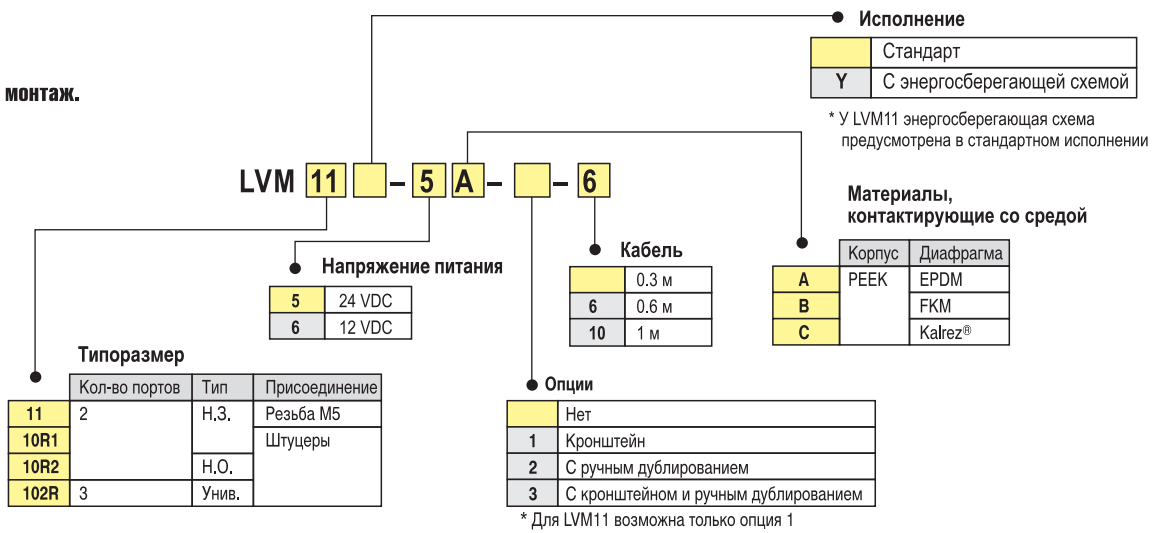 Исполнение
Стандарт
Y С энергосберегающей схемой
* У LVM11 энергосберегающая схема
предусмотрена в стандартном исполнении
монтаж.
LVM 11 – 5 A – – 6
Материалы,
контактирующие со средой
Корпус Диафрагма
A PEEK EPDM
B FKM
C Kalrez®
Кабель
0.3 м
6 0.6 м
10 1 м
Напряжение питания
5 24 VDC
6 12 VDC
Типоразмер
Кол-во портов Тип Присоединение
11 2 Н.З. Резьба М5
10R1 Штуцеры
10R2 Н.О.
102R 3 Унив.
Опции
Нет
1 Кронштейн
2 С ручным дублированием
3 С кронштейном и ручным дублированием
* Для LVM11 возможна только опция 1